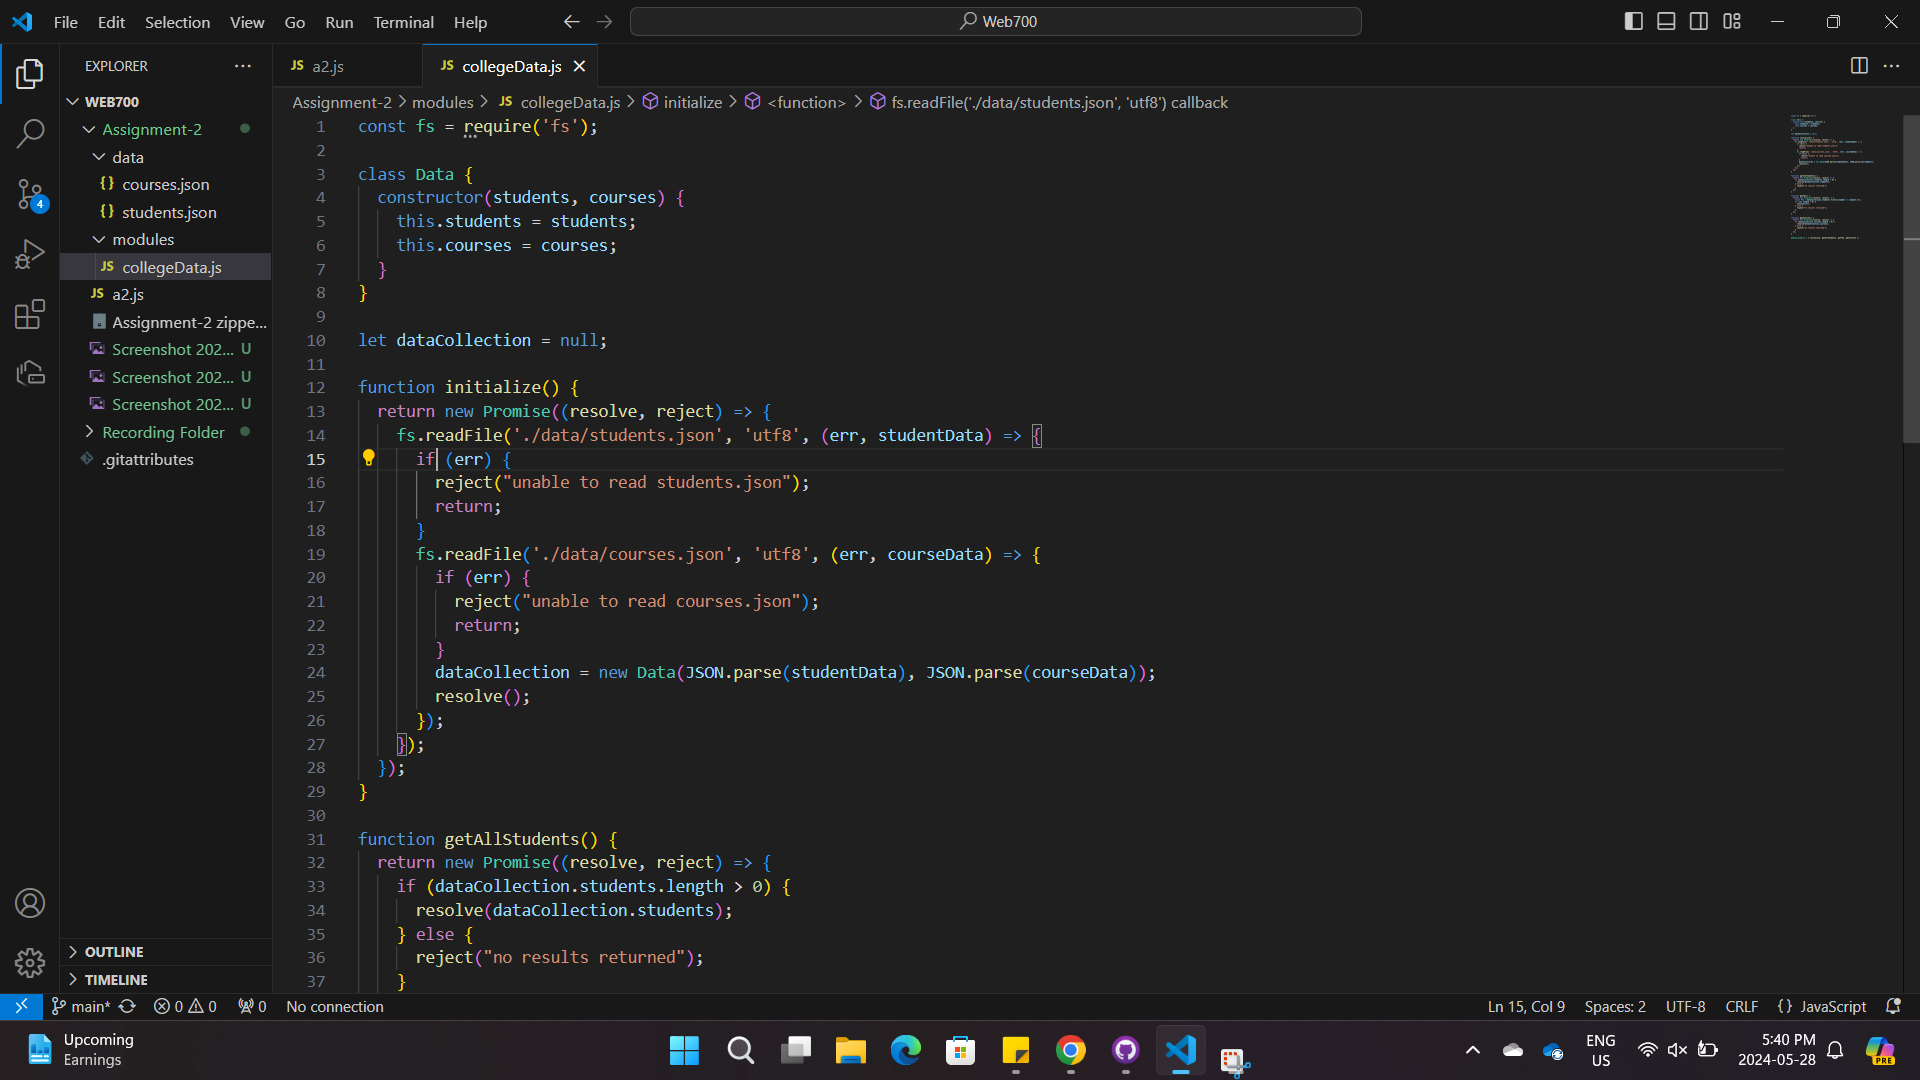 File Edit Selection View Go Run Terminal Help
Web700
EXPLORER
WEB700
Assignment-2
data
courses.json
students.json
modules
JS collegeData.js
JS a2.js
Assignment-2 zippe...
Screenshot 202... U
Screenshot 202... U
Screenshot 202... U
Recording Folder
.gitattributes
OUTLINE
TIMELINE
4
JS a2.js
JS collegeData.js
Assignment-2 > modules > JS collegeData.js > initialize > <function> > fs.readFile('./data/students.json', 'utf8') callback
1 const fs = require('fs');
2
3 class Data {
4 constructor(students, courses) {
5 this.students = students;
6 this.courses = courses;
7 }
8 }
9
10 let dataCollection = null;
11
12 function initialize() {
13 return new Promise((resolve, reject) => {
14 fs.readFile('./data/students.json', 'utf8', (err, studentData) => {
15 if (err) {
16 reject("unable to read students.json");
17 return;
18 }
19 fs.readFile('./data/courses.json', 'utf8', (err, courseData) => {
20 if (err) {
21 reject("unable to read courses.json");
22 return;
23 }
24 dataCollection = new Data(JSON.parse(studentData), JSON.parse(courseData));
25 resolve();
26 });
27 });
28 });
29 }
30
31 function getAllStudents() {
32 return new Promise((resolve, reject) => {
33 if (dataCollection.students.length > 0) {
34 resolve(dataCollection.students);
35 } else {
36 reject("no results returned");
37 }
main* 0 0 0 No connection
Ln 15, Col 9 Spaces: 2 UTF-8 CRLF {} JavaScript
Upcoming
Earnings
ENG
US
5:40 PM
2024-05-28
PRE